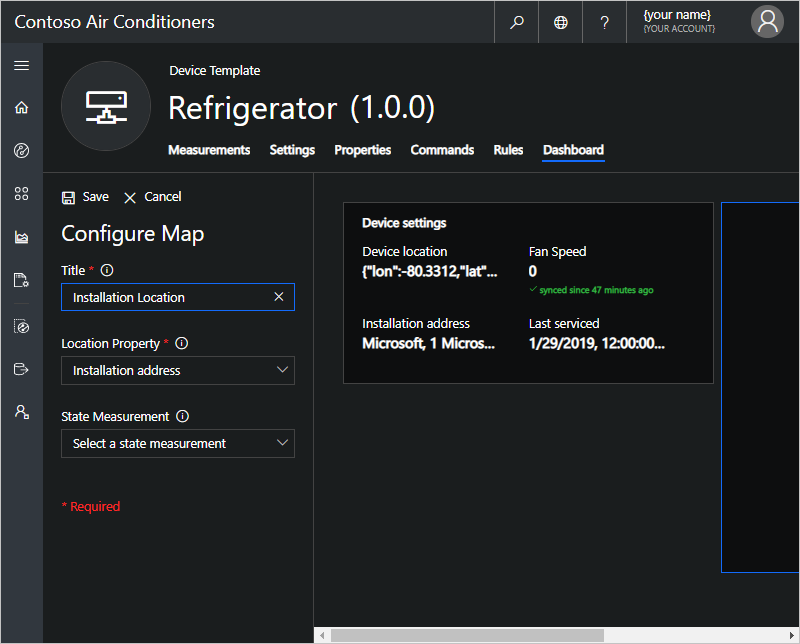 Contoso Air Conditioners
?
{your name}
{YOUR ACCOUNT}
Device Template
Refrigerator (1.0.0)
Measurements Settings Properties Commands Rules Dashboard
Save Cancel
Configure Map
Title *
Installation Location
Location Property *
Installation address
State Measurement
Select a state measurement
* Required
Device settings
Device location Fan Speed
{"lon":-80.3312,"lat"... 0
synced since 47 minutes ago
Installation address Last serviced
Microsoft, 1 Micros... 1/29/2019, 12:00:00...